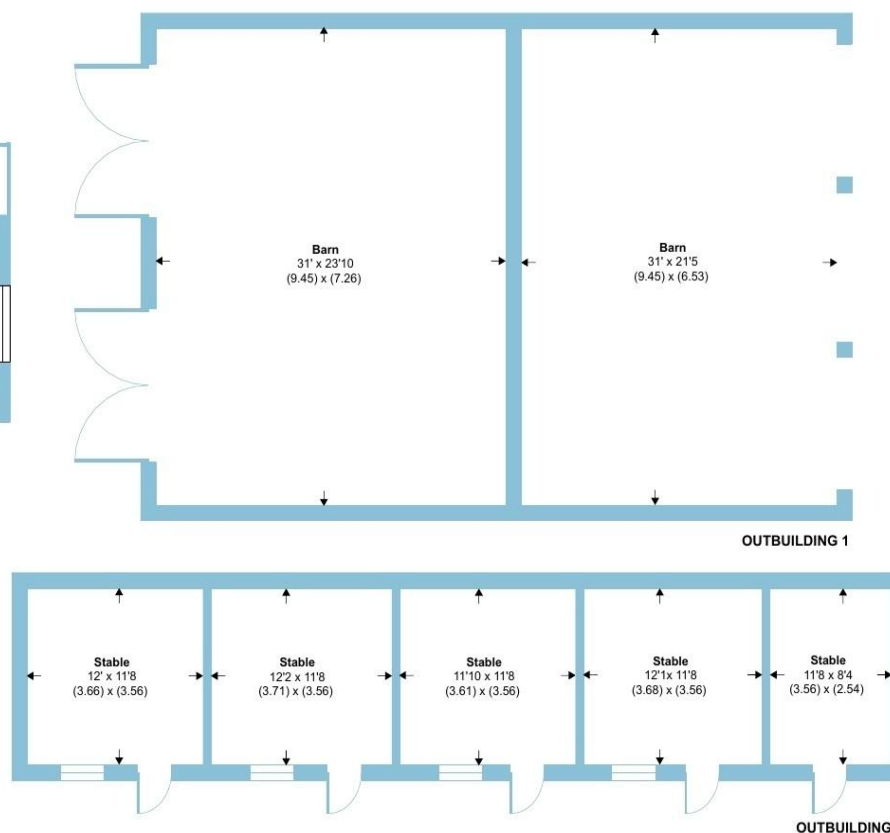 Barn
31' x 23'10
(9.45) x (7.26)
Barn
31' x 21'5
(9.45) x (6.53)
OUTBUILDING 1
Stable
12' x 11'8
(3.66) x (3.56)
Stable
12'2 x 11'8
(3.71) x (3.56)
Stable
11'10 x 11'8
(3.61) x (3.56)
Stable
12'1x 11'8
(3.68) x (3.56)
Stable
11'8 x 8'4
(3.56) x (2.54)
OUTBUILDING